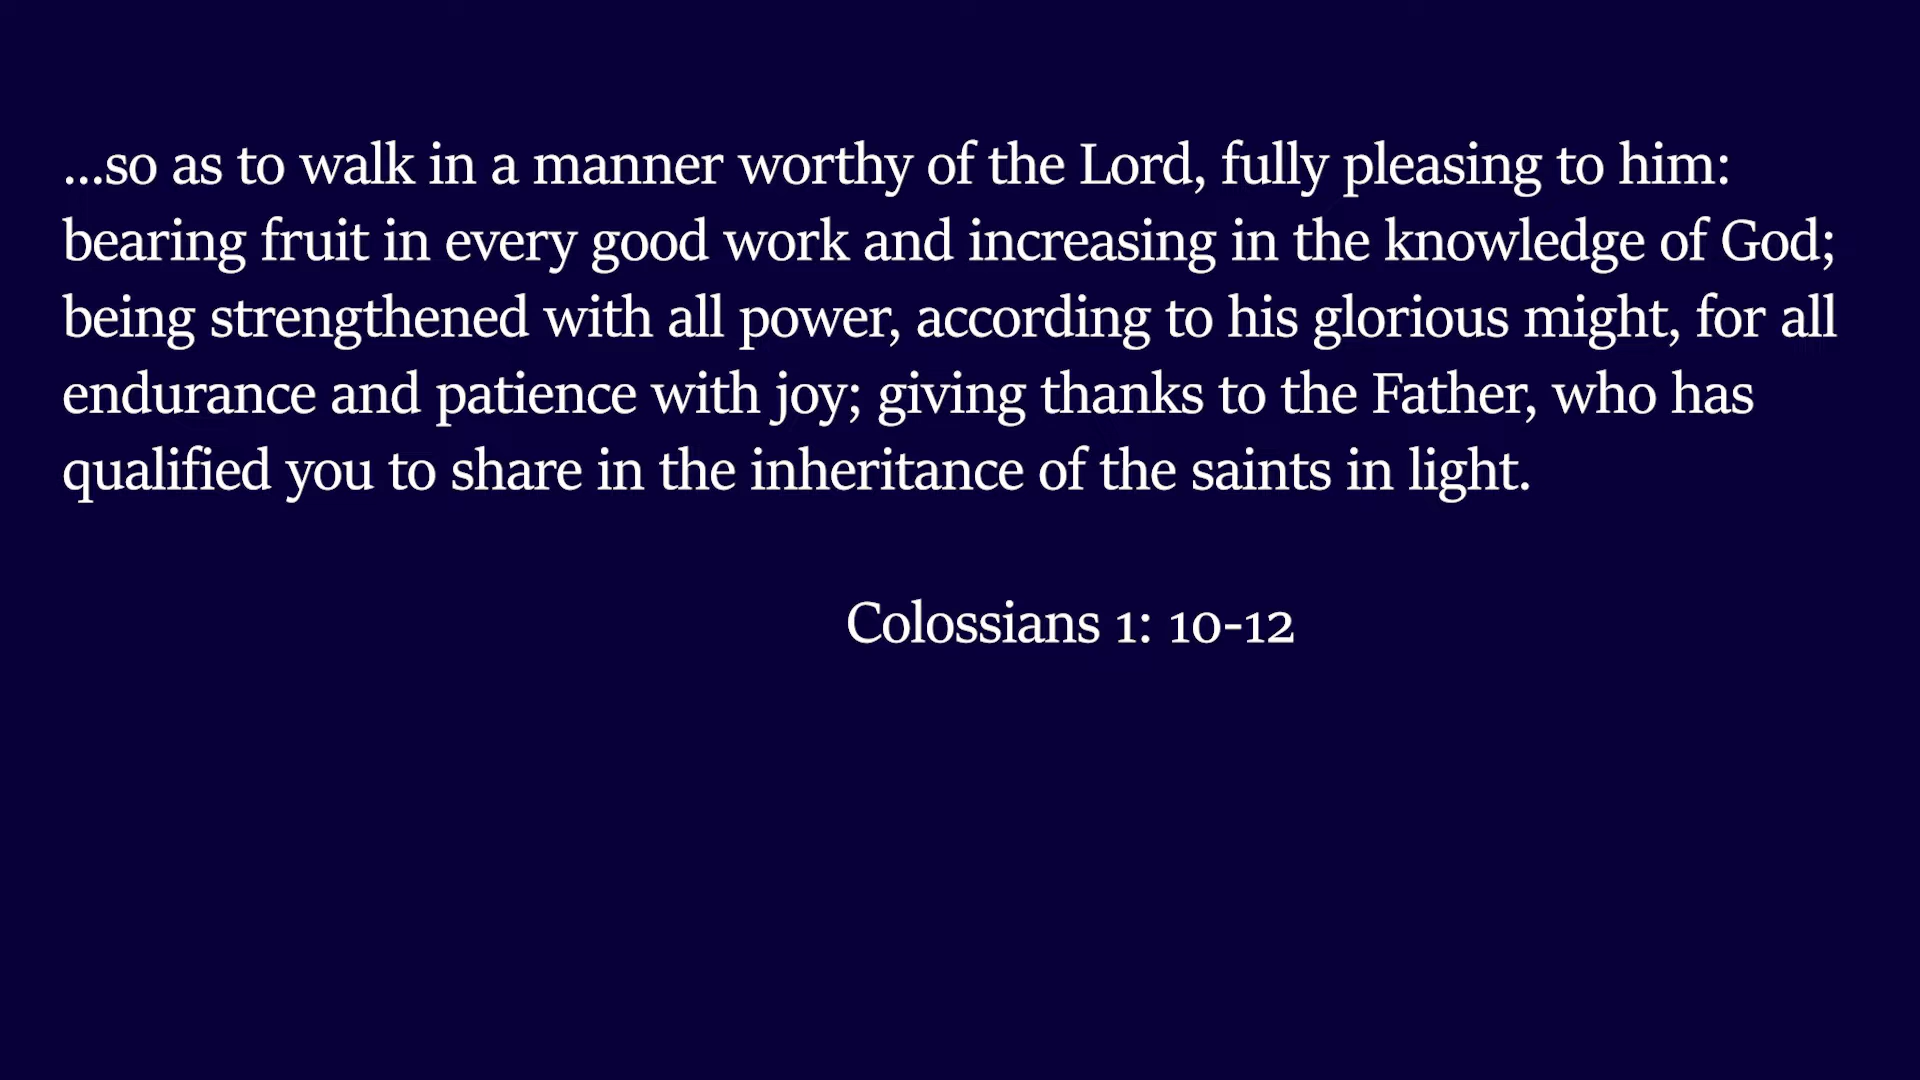 ...so as to walk in a manner worthy of the Lord, fully pleasing to him:
bearing fruit in every good work and increasing in the knowledge of God;
being strengthened with all power, according to his glorious might, for all
endurance and patience with joy; giving thanks to the Father, who has
qualified you to share in the inheritance of the saints in light.
Colossians 1: 10-12